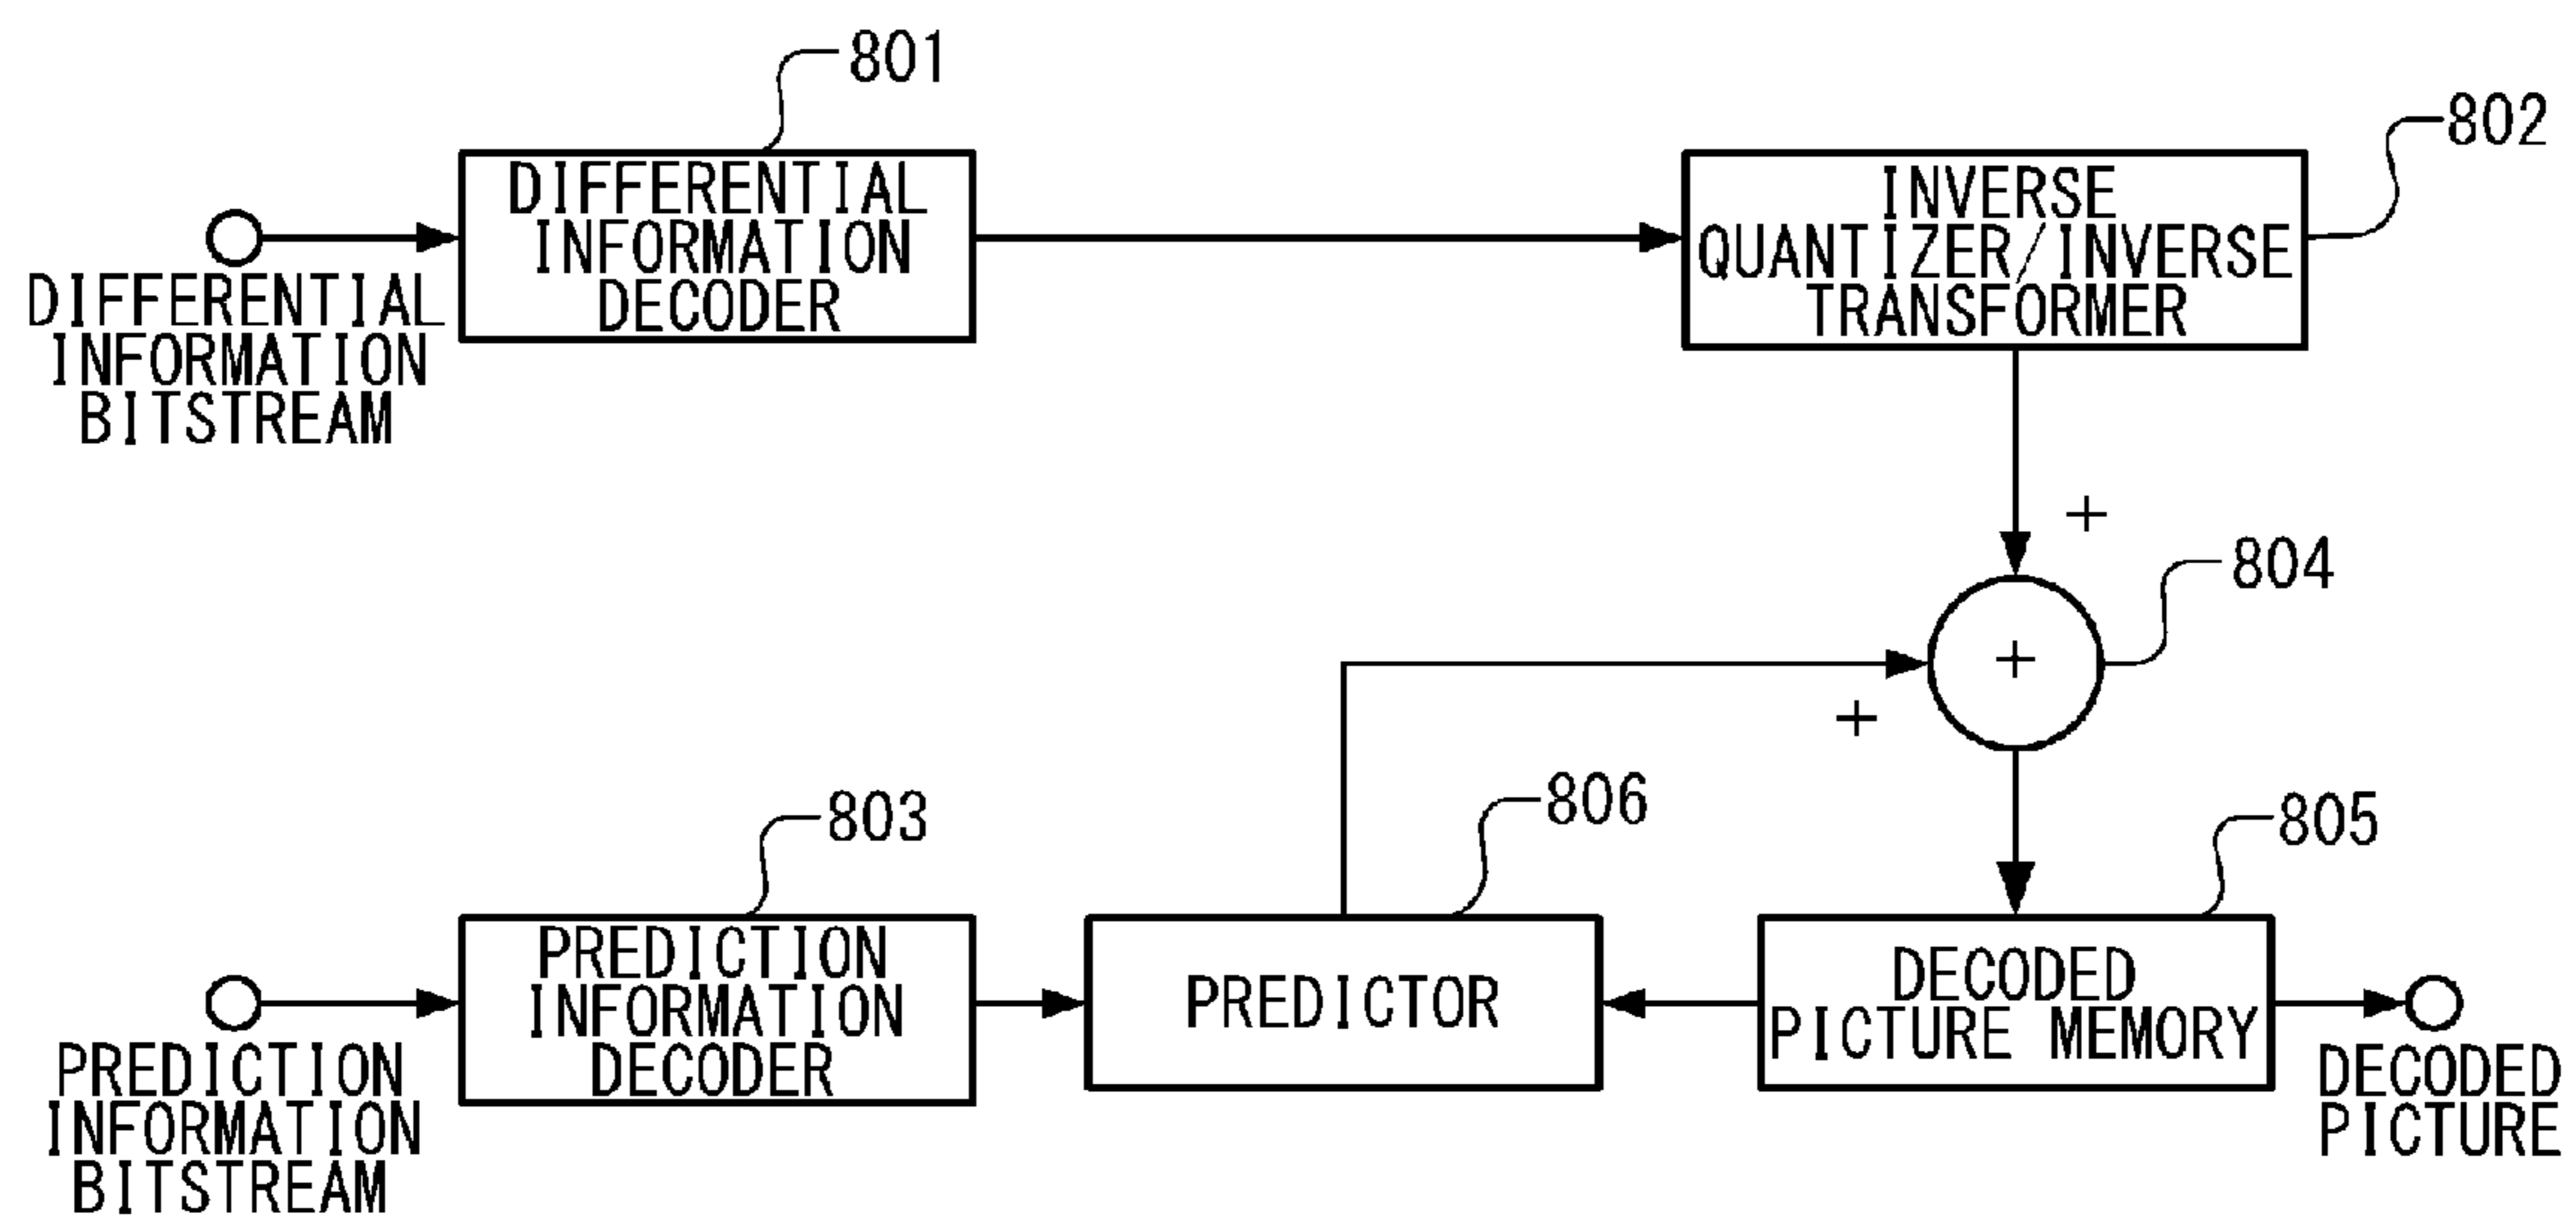 801
802
DIFFERENTIAL
INFORMATION
DECODER
INVERSE
QUANTIZER/INVERSE
TRANSFORMER
DIFFERENTIAL
INFORMATION
BITSTREAM
+
804
+
+
803
806
805
PREDICTION
INFORMATION
DECODER
PREDICTOR
DECODED
PICTURE MEMORY
PREDICTION
INFORMATION
BITSTREAM
DECODED
PICTURE